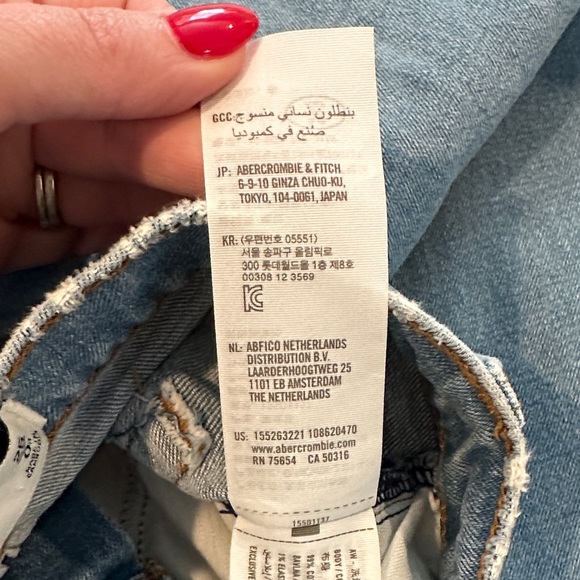 GCC: بنطلون نسائي منسوج
صُنع في كمبوديا
JP: ABERCROMBIE & FITCH
6-9-10 GINZA CHUO-KU,
TOKYO, 104-0061, JAPAN
KR: (우편번호 05551)
서울 송파구 올림픽로
300 롯데월드몰 1층 제8호
00308 12 3569
NL: ABFICO NETHERLANDS
DISTRIBUTION B.V.
LAARDERHOOGTWEG 25
1101 EB AMSTERDAM
THE NETHERLANDS
US: 155263221 108620470
www.abercrombie.com
RN 75654 CA 50316
15501137